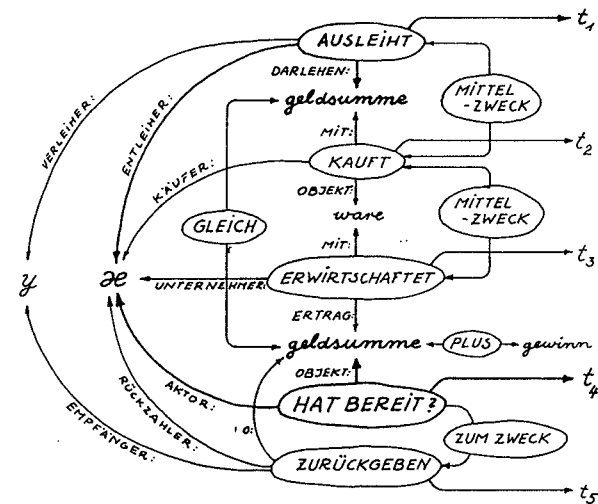 AUSLEIHT
t1
DARLEHEN:
VERLEIHER:
ENTLEIHER:
geldsumme
MITTEL
-ZWECK
MIT:
t2
KAUFT
KÄUFER:
OBJEKT:
MITTEL
-ZWECK
ware
GLEICH
MIT:
t3
y
æ
UNTERNEHMER:
ERWIRTSCHAFTET
ERTRAG:
geldsumme
PLUS
gewinn
OBJEKT:
t4
AKTOR:
HAT BEREIT?
RÜCKZAHLER:
EMPFÄNGER:
O:
ZUM ZWECK
ZURÜCKGEBEN
t5